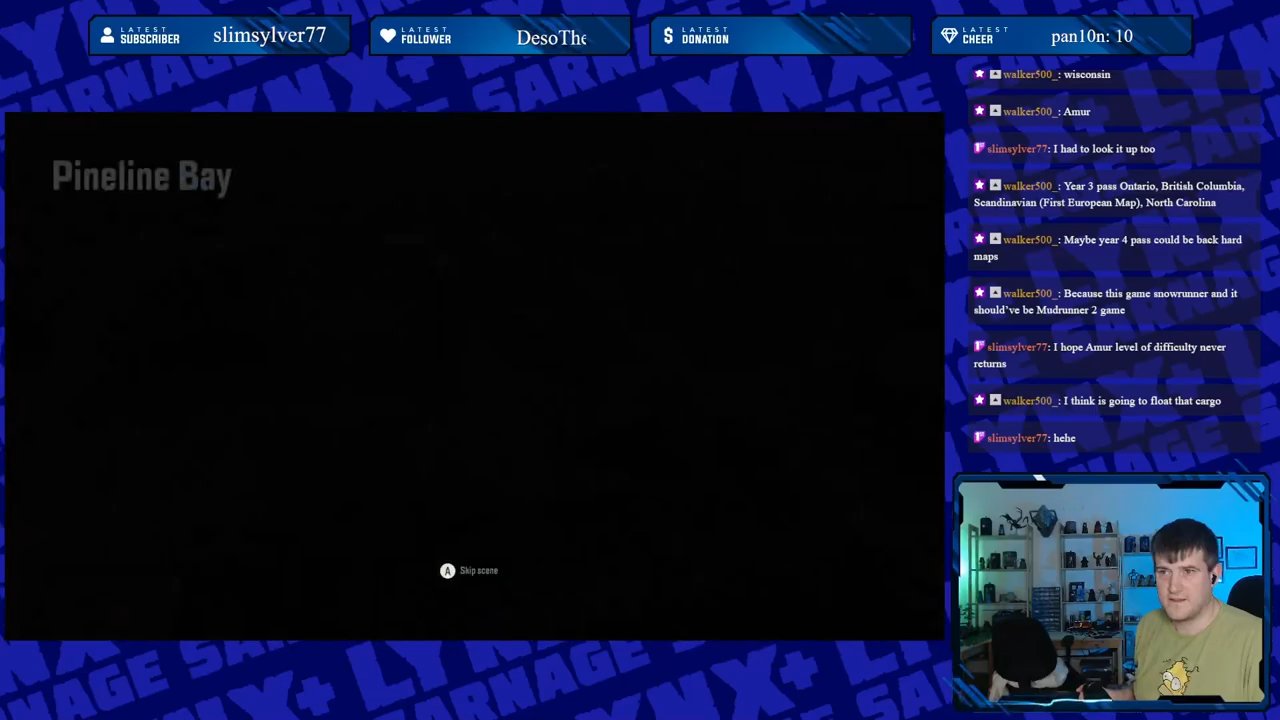 LATEST
SUBSCRIBER
slimsylver77
LATEST
FOLLOWER
DesoThe
LATEST
DONATION
LATEST
CHEER
pan10n: 10
walker500_: wisconsin
walker500_: Amur
slimsylver77: I had to look it up too
walker500_: Year 3 pass Ontario, British Columbia,
Scandinavian (First European Map), North Carolina
walker500_: Maybe year 4 pass could be back hard
maps
walker500_: Because this game snowrunner and it
should've be Mudrunner 2 game
slimsylver77: I hope Amur level of difficulty never
returns
walker500_: I think is going to float that cargo
slimsylver77: hehe
Pineline Bay
A Skip scene